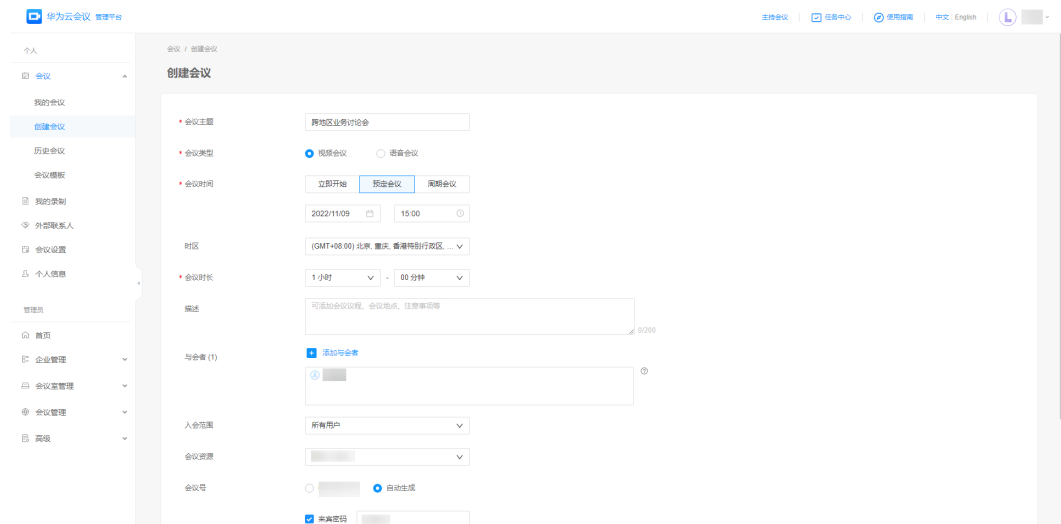 华为云会议 管理平台
主持会议 任务中心 使用指南 中文 English L
个人
会议
我的会议
创建会议
历史会议
会议模板
我的录制
外部联系人
会议设置
个人信息
管理员
首页
企业管理
会议室管理
会议管理
高级
会议 / 创建会议
创建会议
* 会议主题 跨地区业务讨论会
* 会议类型 视频会议 语音会议
* 会议时间 立即开始 预定会议 周期会议
2022/11/09 15:00
时区 (GMT+08:00) 北京, 重庆, 香港特别行政区, ...
* 会议时长 1 小时 - 00 分钟
描述 可添加会议议程、会议地点、注意事项等
0/200
与会者 (1) 添加与会者
入会范围 所有用户
会议资源
会议号 自动生成
来宾密码